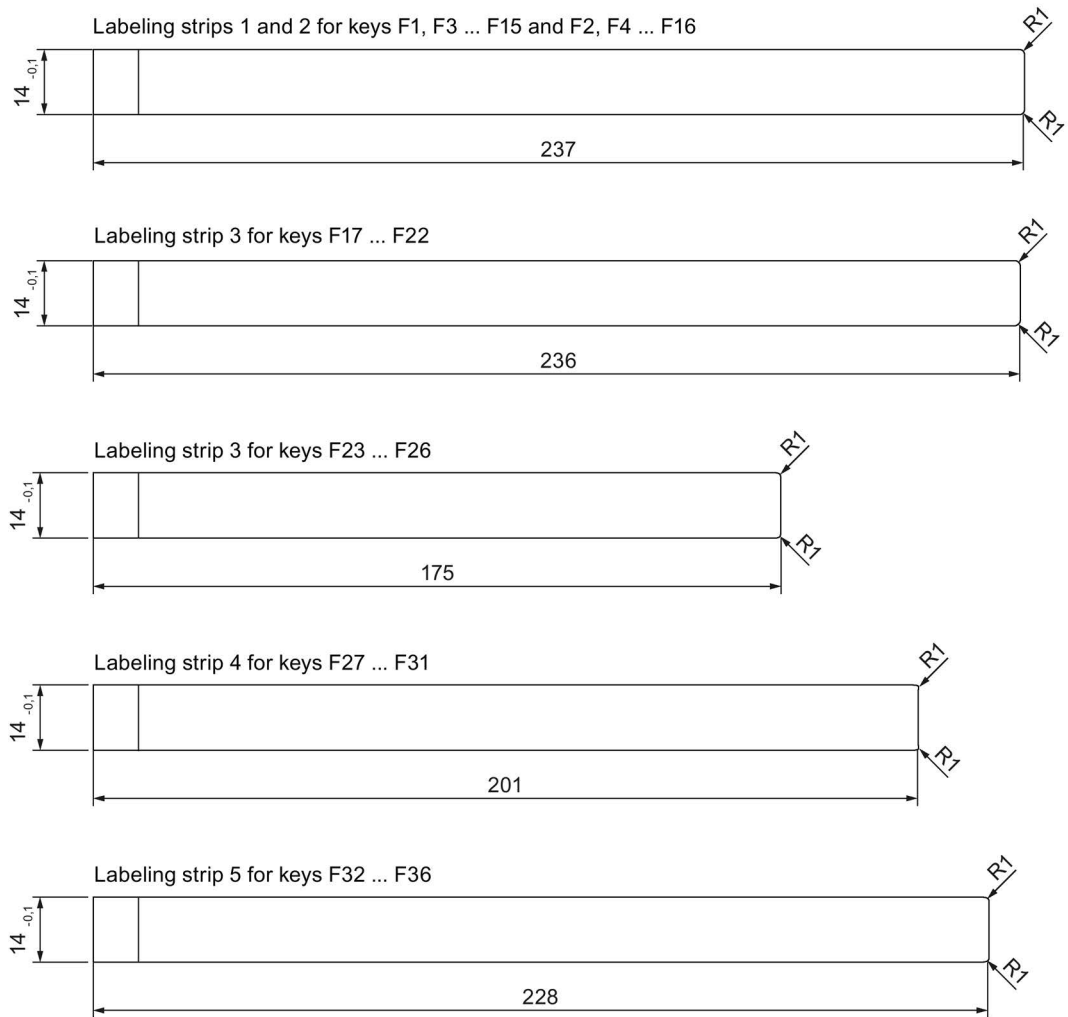 Labeling strips 1 and 2 for keys F1, F3 ... F15 and F2, F4 ... F16
R1
14 -0,1
R1
237
Labeling strip 3 for keys F17 ... F22
R1
14 -0,1
R1
236
Labeling strip 3 for keys F23 ... F26
R1
14 -0,1
R1
175
Labeling strip 4 for keys F27 ... F31
R1
14 -0,1
R1
201
Labeling strip 5 for keys F32 ... F36
R1
14 -0,1
R1
228